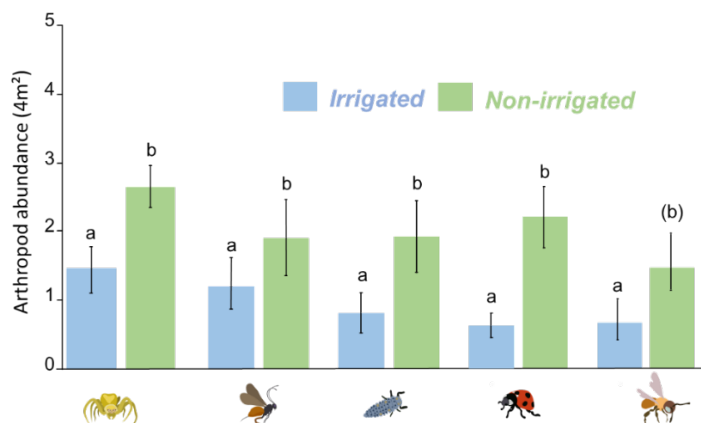 Arthropod abundance (4m²)
5
4
3
2
1
0
Irrigated
Non-irrigated
a
b
a
b
a
b
a
b
a
(b)